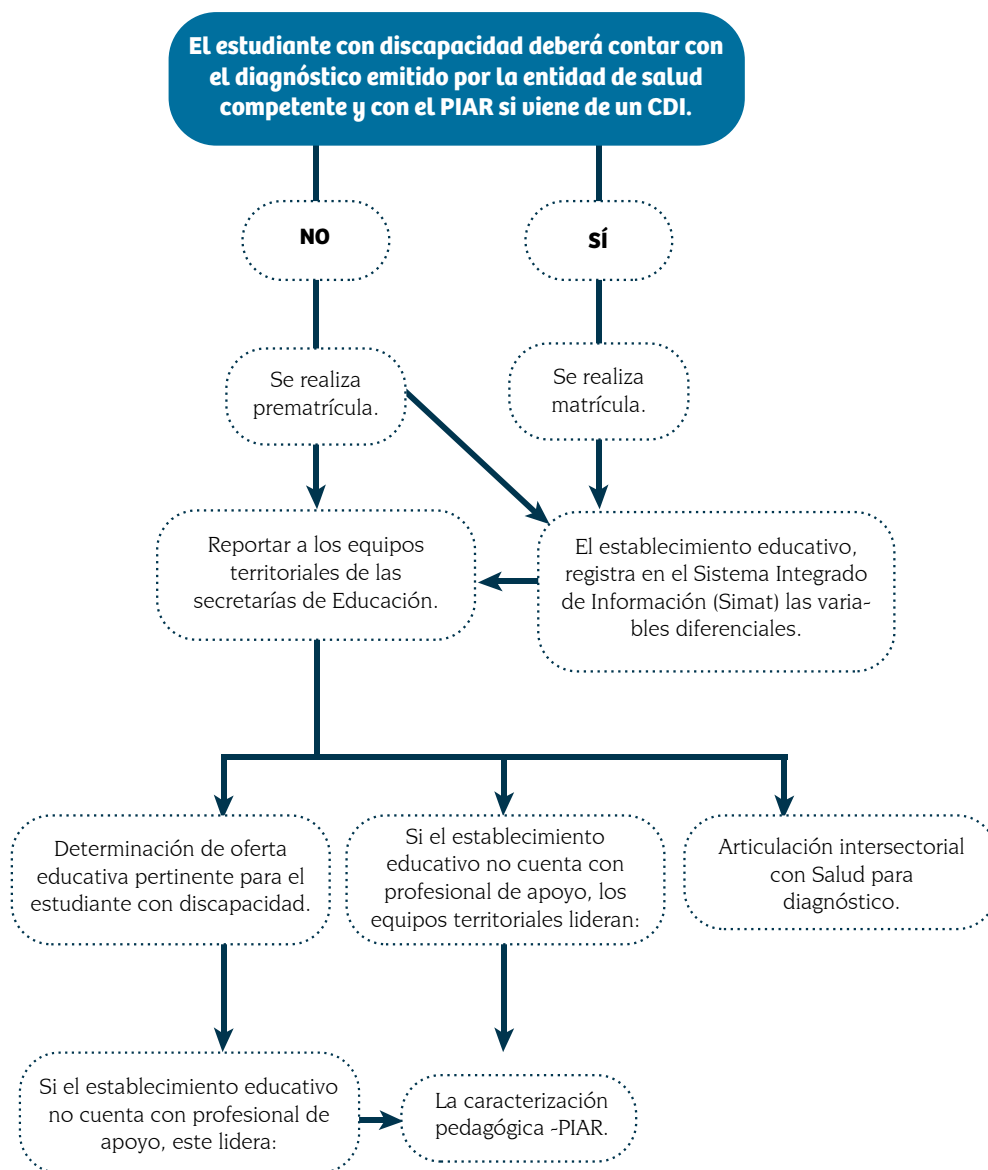 El estudiante con discapacidad deberá contar con
el diagnóstico emitido por la entidad de salud
competente y con el PIAR si viene de un CDI.
NO
SÍ
Se realiza
prematrícula.
Se realiza
matrícula.
Reportar a los equipos
territoriales de las
secretarías de Educación.
El establecimiento educativo,
registra en el Sistema Integrado
de Información (Simat) las varia-
bles diferenciales.
Determinación de oferta
educativa pertinente para el
estudiante con discapacidad.
Si el establecimiento
educativo no cuenta con
profesional de apoyo, los
equipos territoriales lideran:
Articulación intersectorial
con Salud para
diagnóstico.
Si el establecimiento educativo
no cuenta con profesional de
apoyo, este lidera:
La caracterización
pedagógica -PIAR.